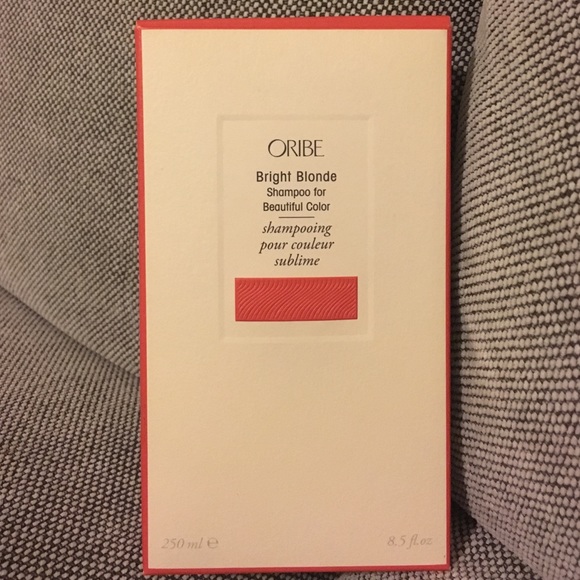 ORIBE
Bright Blonde
Shampoo for
Beautiful Color
shampooing
pour couleur
sublime
250 ml ℮ 8.5 fl.oz